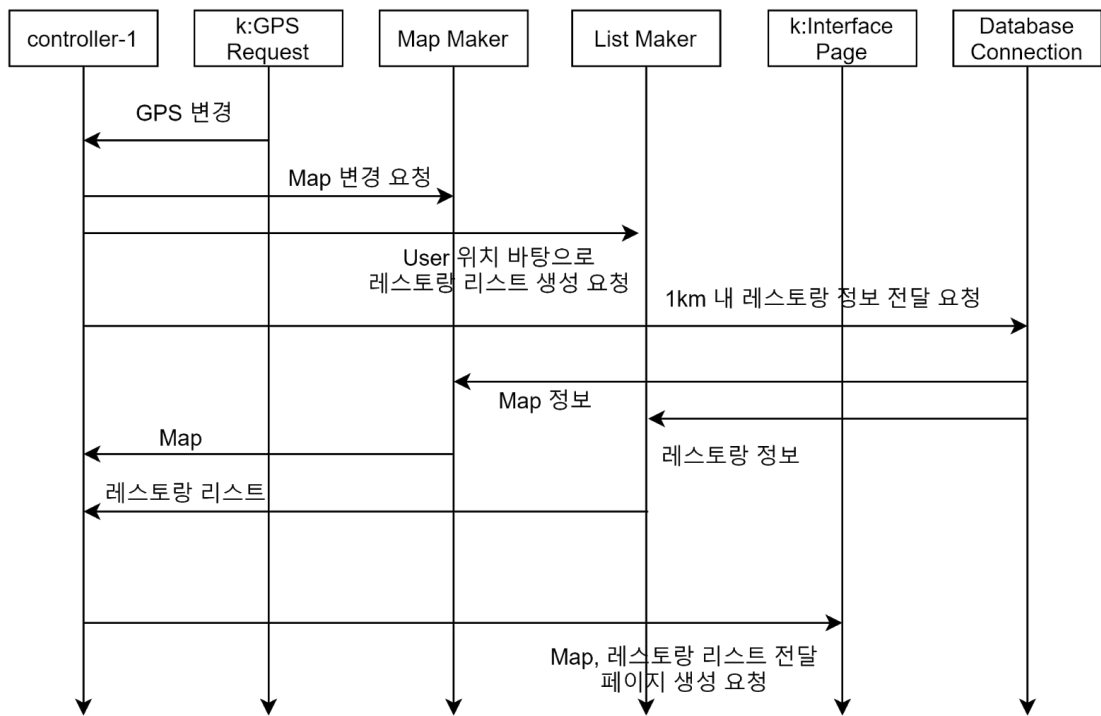 controller-1
k:GPS
Request
Map Maker
List Maker
k:Interface
Page
Database
Connection
GPS 변경
Map 변경 요청
User 위치 바탕으로
레스토랑 리스트 생성 요청
1km 내 레스토랑 정보 전달 요청
Map 정보
Map
레스토랑 정보
레스토랑 리스트
Map, 레스토랑 리스트 전달
페이지 생성 요청